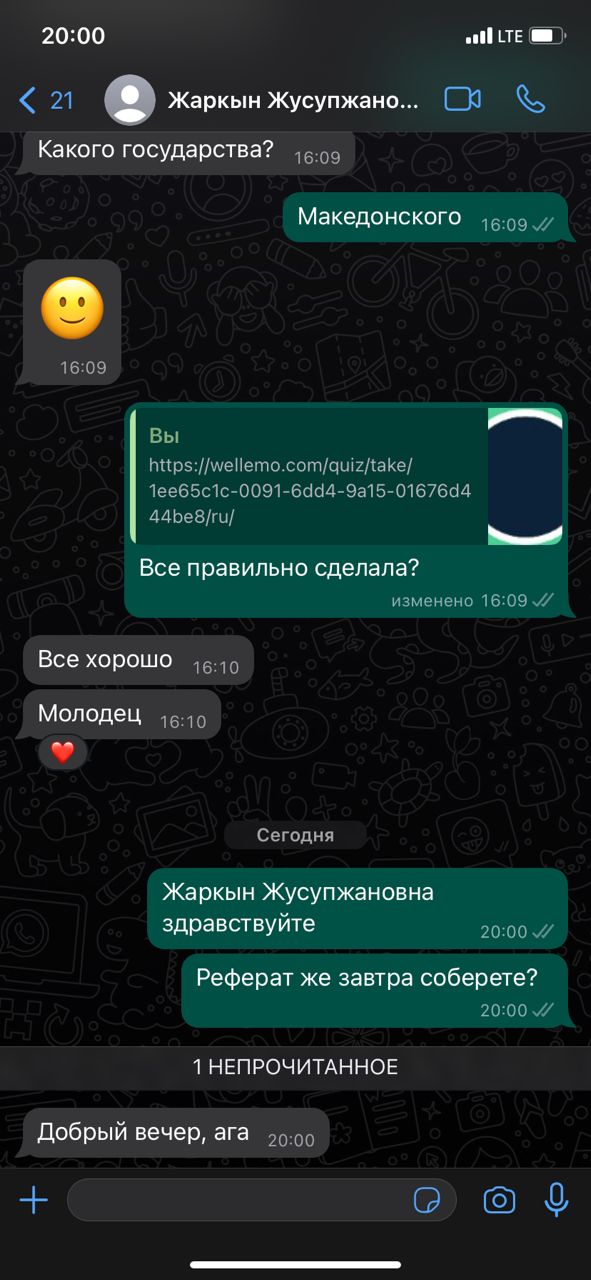 20:00
LTE
21
Жаркын Жусупжано...
Какого государства?
16:09
Македонского
16:09
16:09
Вы
https://wellemo.com/quiz/take/
1ee65c1c-0091-6dd4-9a15-01676d4
44be8/ru/
Все правильно сделала?
изменено 16:09
Все хорошо
16:10
Молодец
16:10
Сегодня
Жаркын Жусупжановна
здравствуйте
20:00
Реферат же завтра соберете?
20:00
1 НЕПРОЧИТАННОЕ
Добрый вечер, ага
20:00